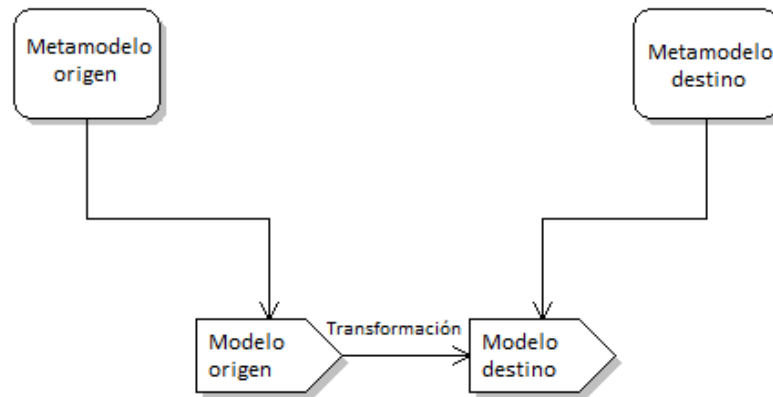 Metamodelo
origen
Metamodelo
destino
Transformación
Modelo
origen
Modelo
destino